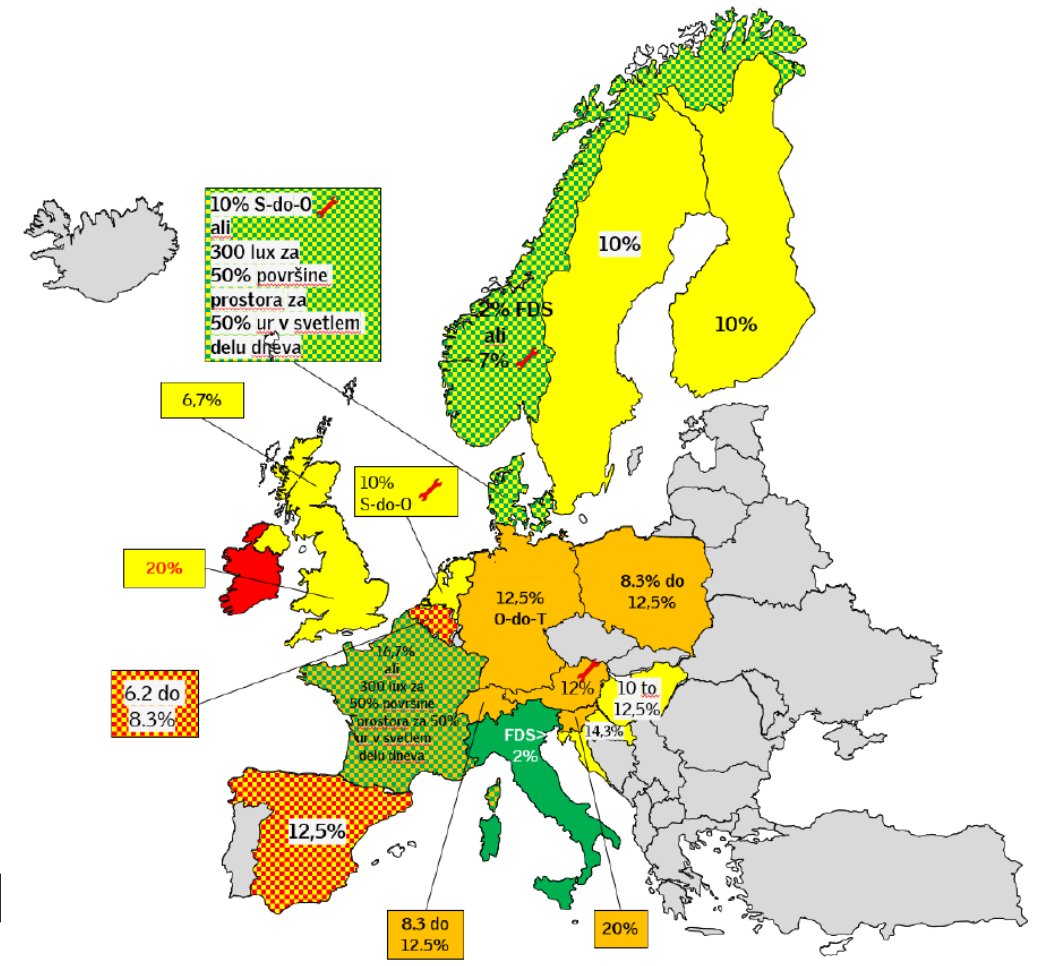 10% S-do-O
ali
300 lux za
50% površine
prostora za
50% ur v svetlem
delu dneva
10%
2% FDS
ali
7%
10%
6,7%
10%
S-do-O
20%
12,5%
O-do-T
8.3% do
12,5%
6.2 do
8.3%
16,7%
ali
300 lux za
50% površine
prostora za 50%
ur v svetlem
delu dneva
12%
10 to
12,5%
14,3%
FDS>
2%
12,5%
8.3 do
12.5%
20%